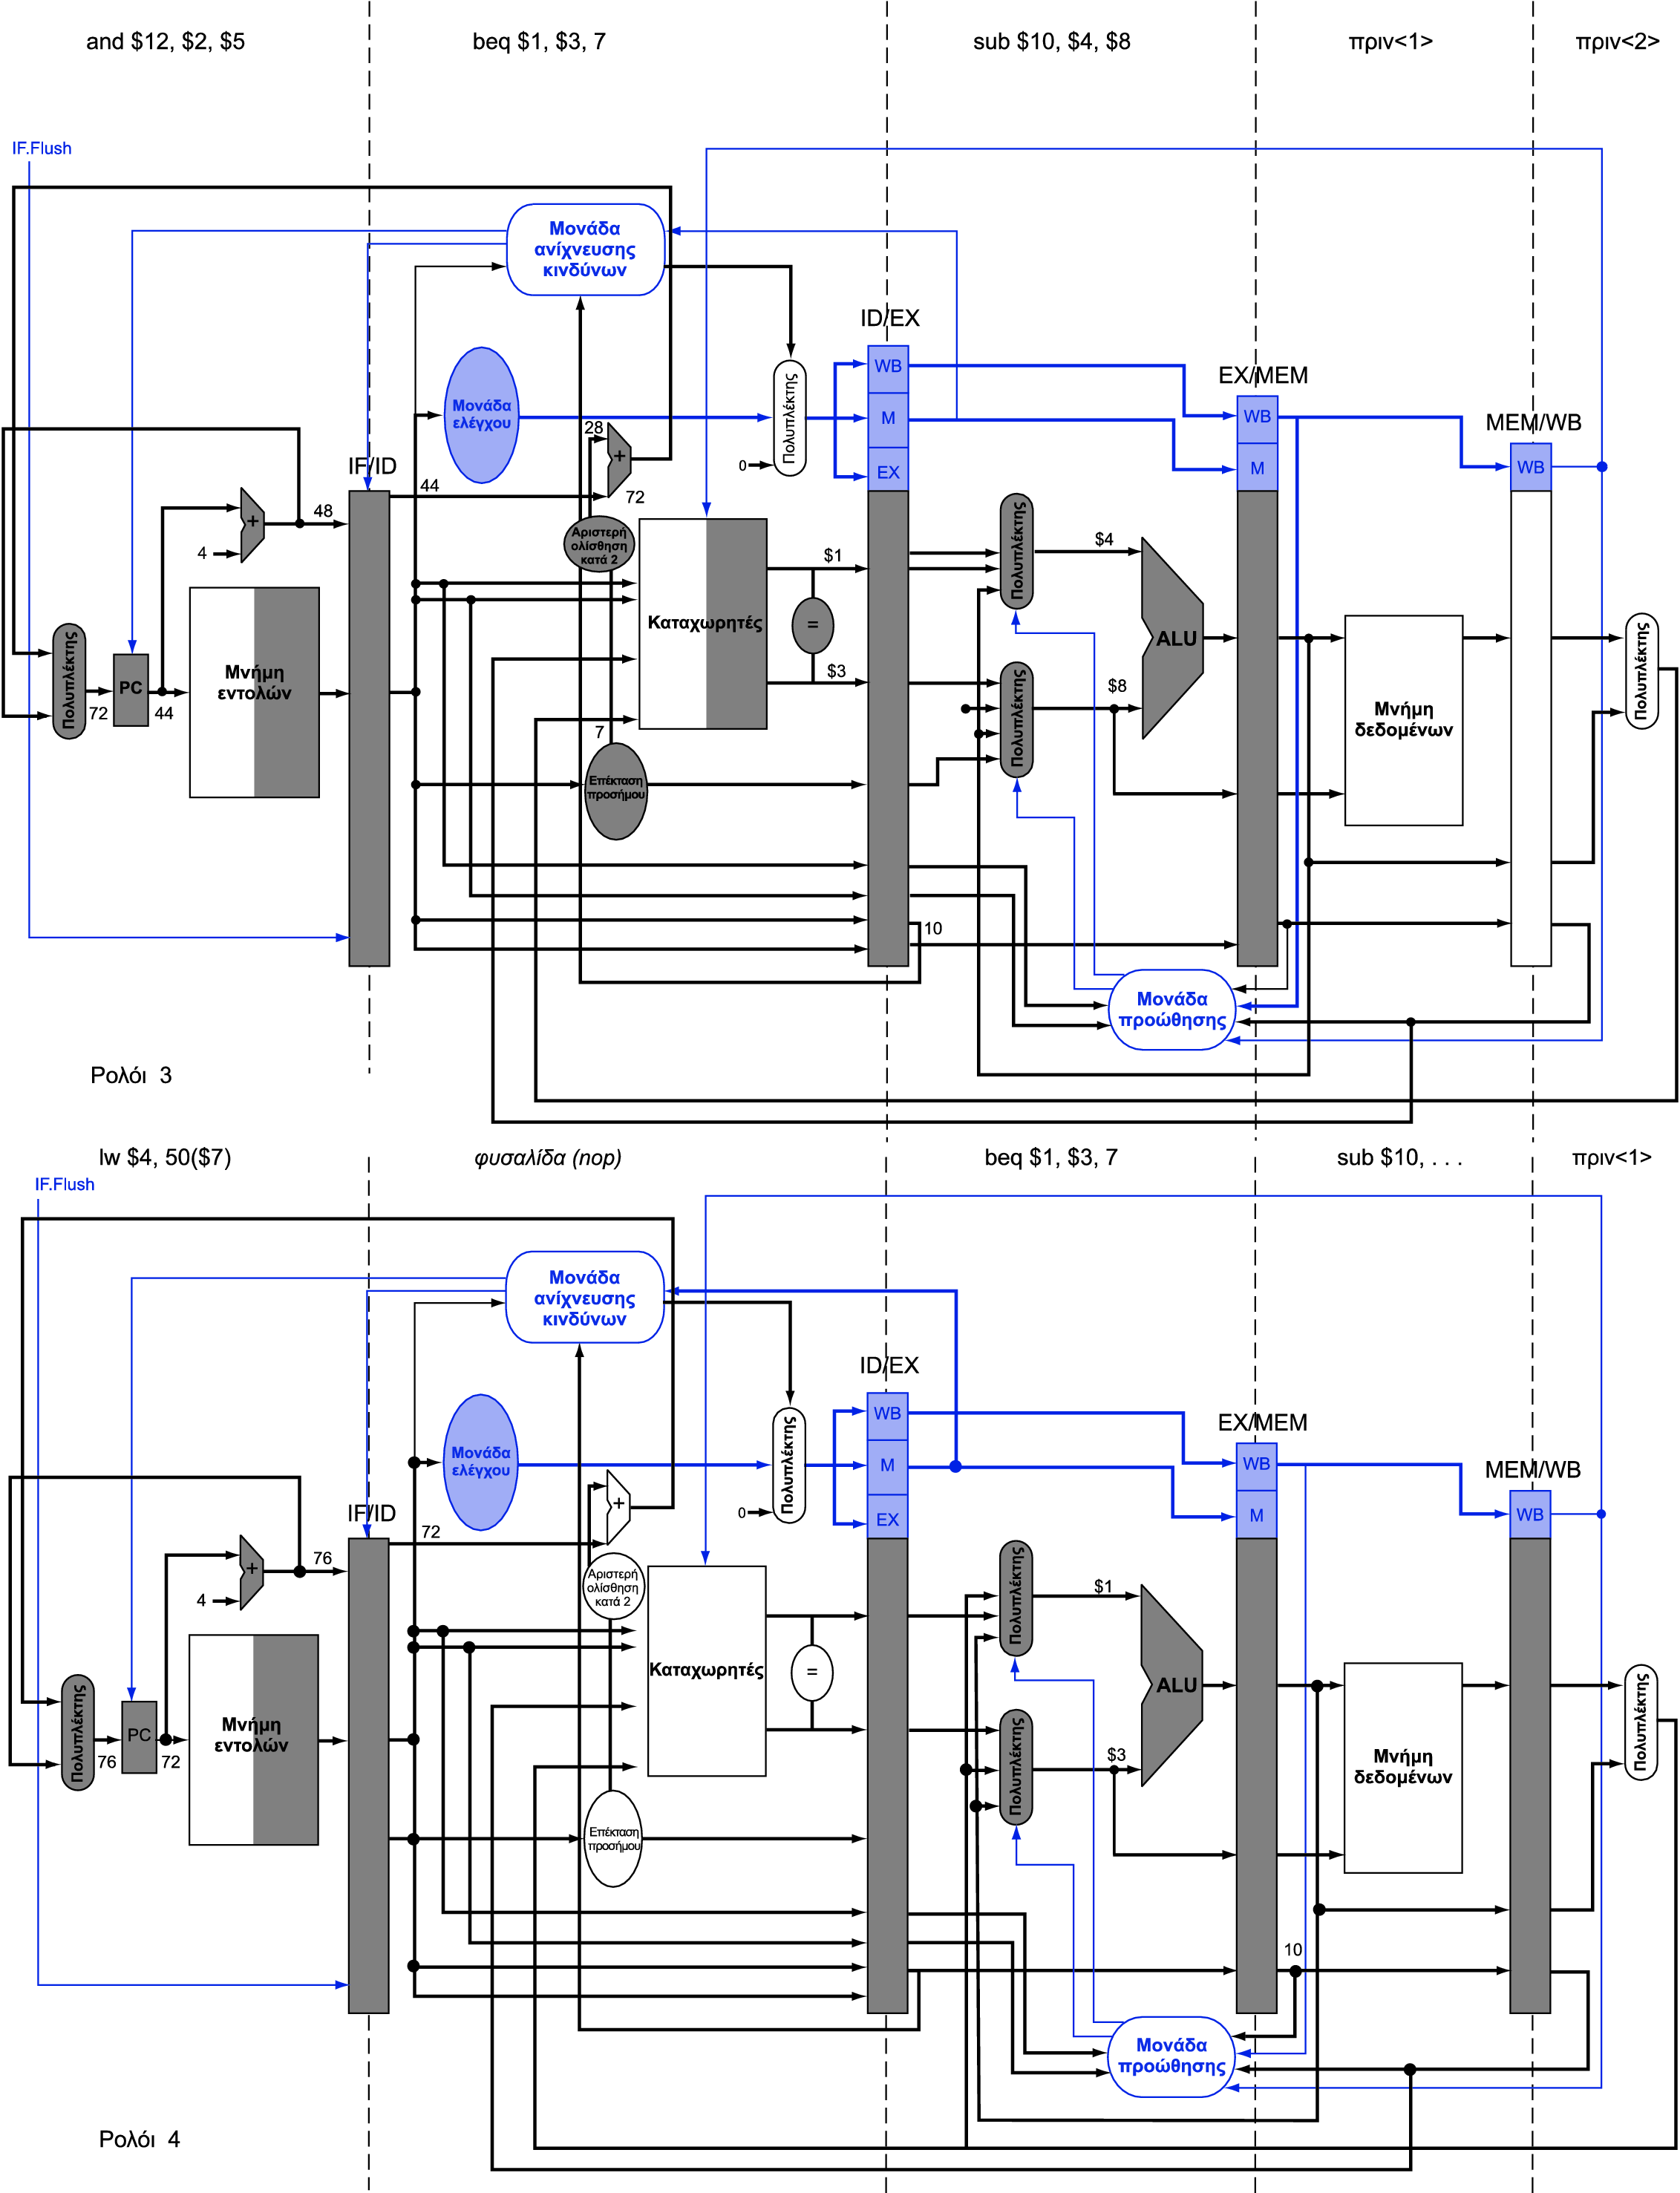 and $12, $2, $5
beq $1, $3, 7
sub $10, $4, $8
πριν<1>
πριν<2>
IF.Flush
Μονάδα
ανίχνευσης
κινδύνων
ID/EX
WB
M
EX
EX/MEM
WB
M
MEM/WB
WB
Μονάδα
ελέγχου
Πολυπλέκτης
0
28
+
72
IF/ID
44
48
+
4
Αριστερή
ολίσθηση
κατά 2
$1
=
$3
Καταχωρητές
7
Επέκταση
προσήμου
Πολυπλέκτης
72
PC
44
Μνήμη
εντολών
Πολυπλέκτης
$4
Πολυπλέκτης
$8
ALU
Μνήμη
δεδομένων
Πολυπλέκτης
10
Μονάδα
προώθησης
Ρολόι 3
lw $4, 50($7)
φυσαλίδα (nop)
beq $1, $3, 7
sub $10, . . .
πριν<1>
IF.Flush
Μονάδα
ανίχνευσης
κινδύνων
ID/EX
WB
M
EX
EX/MEM
WB
M
MEM/WB
WB
Μονάδα
ελέγχου
Πολυπλέκτης
0
+
IF/ID
72
76
+
4
Αριστερή
ολίσθηση
κατά 2
=
Καταχωρητές
Επέκταση
προσήμου
Πολυπλέκτης
76
PC
72
Μνήμη
εντολών
Πολυπλέκτης
$1
Πολυπλέκτης
$3
ALU
Μνήμη
δεδομένων
Πολυπλέκτης
10
Μονάδα
προώθησης
Ρολόι 4